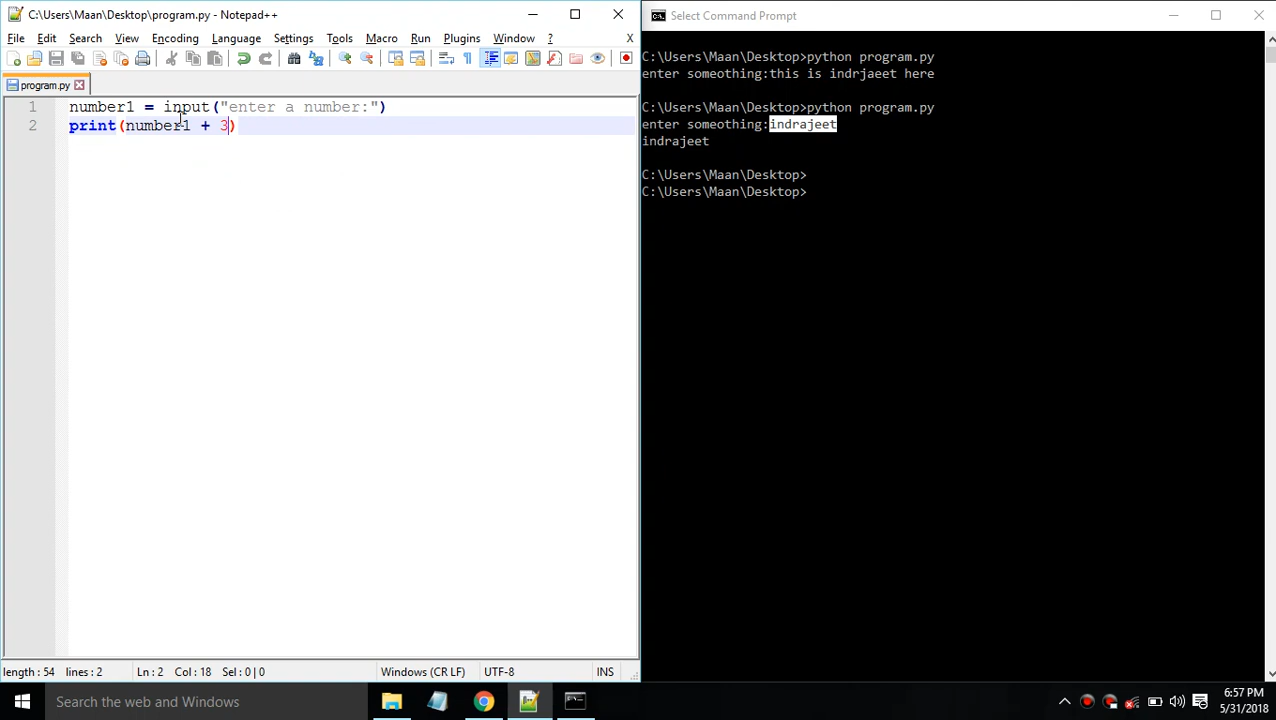 C:\Users\Maan\Desktop\program.py - Notepad++
File Edit Search View Encoding Language Settings Tools Macro Run Plugins Window ? X
program.py
1 number1 = input("enter a number:")
2 print(number1 + 3)
length : 54 lines : 2 Ln : 2 Col : 18 Sel : 0 | 0 Windows (CR LF) UTF-8 INS
Select Command Prompt
C:\Users\Maan\Desktop>python program.py
enter someothing:this is indrjaeet here
C:\Users\Maan\Desktop>python program.py
enter someothing:indrajeet
indrajeet
C:\Users\Maan\Desktop>
C:\Users\Maan\Desktop>
Search the web and Windows
6:57 PM
5/31/2018